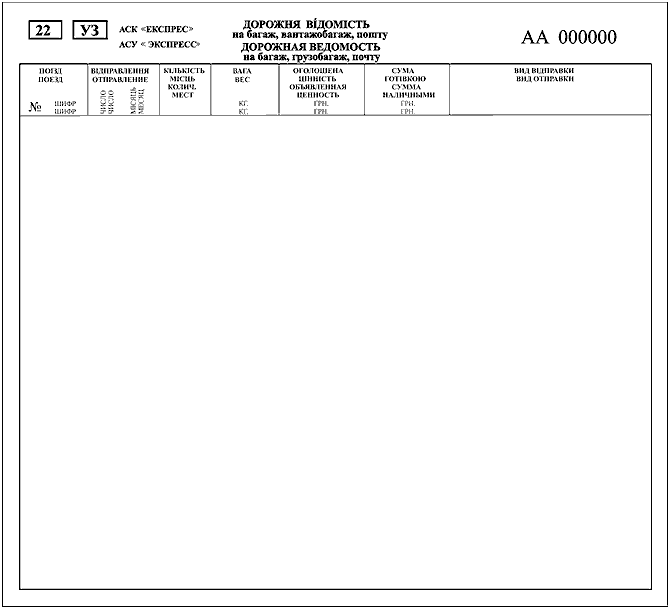 22 УЗ АСК «ЕКСПРЕС»
АСУ « ЭКСПРЕСС»
ДОРОЖНЯ ВІДОМІСТЬ
на багаж, вантажобагаж, пошту
ДОРОЖНАЯ ВЕДОМОСТЬ
на багаж, грузобагаж, почту
АА 000000
ПОЇЗД
ПОЕЗД
№ ШИФР
ШИФР
ВІДПРАВЛЕННЯ
ОТПРАВЛЕНИЕ
ЧИСЛО
ЧИСЛО
МІСЯЦЬ
МЕСЯЦ
КІЛЬКІСТЬ
МІСЦЬ
КОЛИЧ.
МЕСТ
ВАГА
ВЕС
КГ.
КГ.
ОГОЛОШЕНА
ЦІННІСТЬ
ОБЪЯВЛЕННАЯ
ЦЕННОСТЬ
ГРН.
ГРН.
СУМА
ГОТІВКОЮ
СУММА
НАЛИЧНЫМИ
ГРН.
ГРН.
ВИД ВІДПРАВКИ
ВИД ОТПРАВКИ